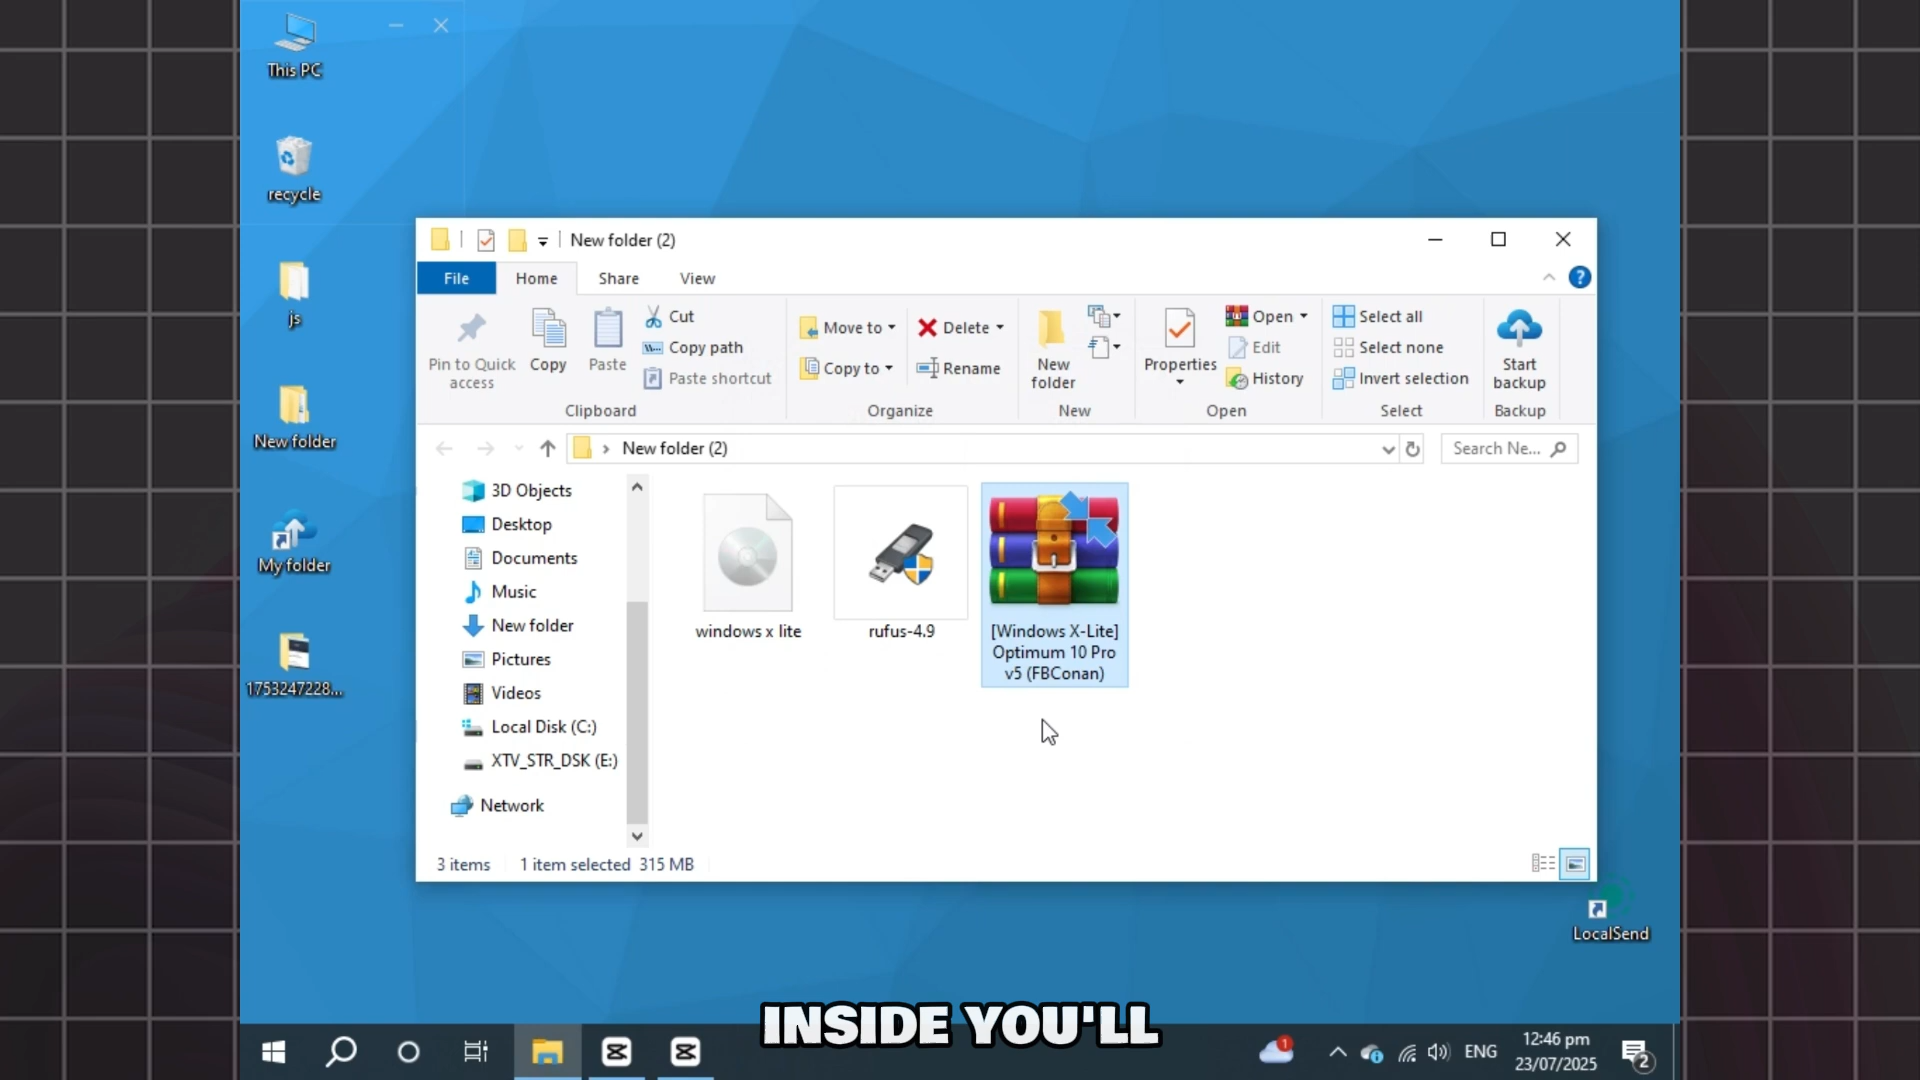 This PC
recycle
js
New folder
My folder
1753247228...
New folder (2)
File
Home
Share
View
Pin to Quick
access
Copy
Paste
Cut
Copy path
Paste shortcut
Clipboard
Move to
Copy to
Delete
Rename
Organize
New
folder
New
Properties
Open
Edit
History
Open
Select all
Select none
Invert selection
Select
Start
backup
Backup
New folder (2)
Search Ne...
3D Objects
Desktop
Documents
Music
New folder
Pictures
Videos
Local Disk (C:)
XTV_STR_DSK (E:)
Network
windows x lite
rufus-4.9
[Windows X-Lite]
Optimum 10 Pro
v5 (FBConan)
3 items
1 item selected 315 MB
LocalSend
INSIDE YOU'LL
1
ENG
12:46 pm
23/07/2025
2